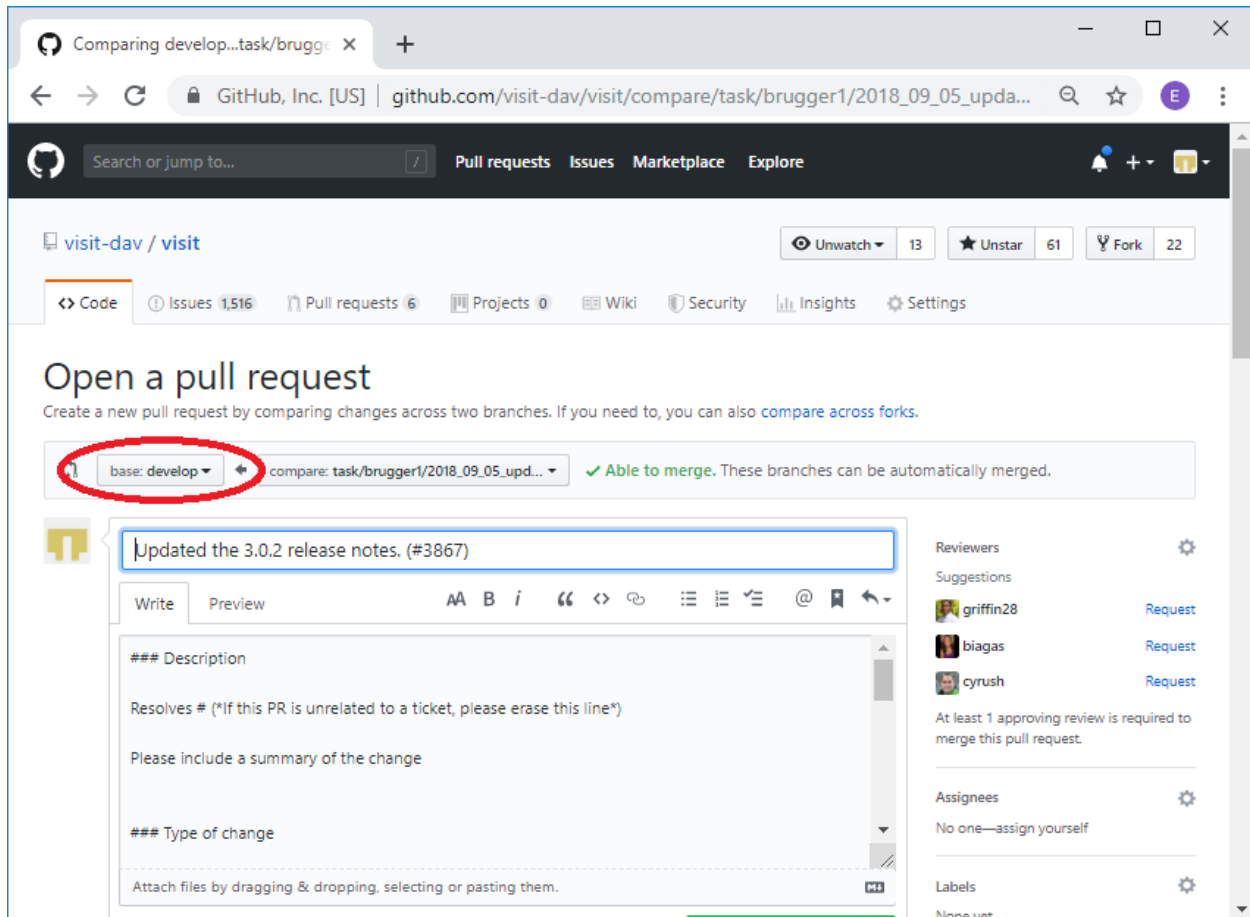 Comparing develop...task/brugge
GitHub, Inc. [US] github.com/visit-dav/visit/compare/task/brugger1/2018_09_05_upda...
E
Search or jump to... / Pull requests Issues Marketplace Explore
visit-dav / visit
Unwatch 13 Unstar 61 Fork 22
Code Issues 1,516 Pull requests 6 Projects 0 Wiki Security Insights Settings
Open a pull request
Create a new pull request by comparing changes across two branches. If you need to, you can also compare across forks.
base: develop compare: task/brugger1/2018_09_05_upd... Able to merge. These branches can be automatically merged.
Updated the 3.0.2 release notes. (#3867)
Write Preview AA B i
### Description
Resolves # (*If this PR is unrelated to a ticket, please erase this line*)
Please include a summary of the change
### Type of change
Attach files by dragging & dropping, selecting or pasting them.
Reviewers
Suggestions
griffin28 Request
biagas Request
cyrush Request
At least 1 approving review is required to
merge this pull request.
Assignees
No one—assign yourself
Labels
None yet